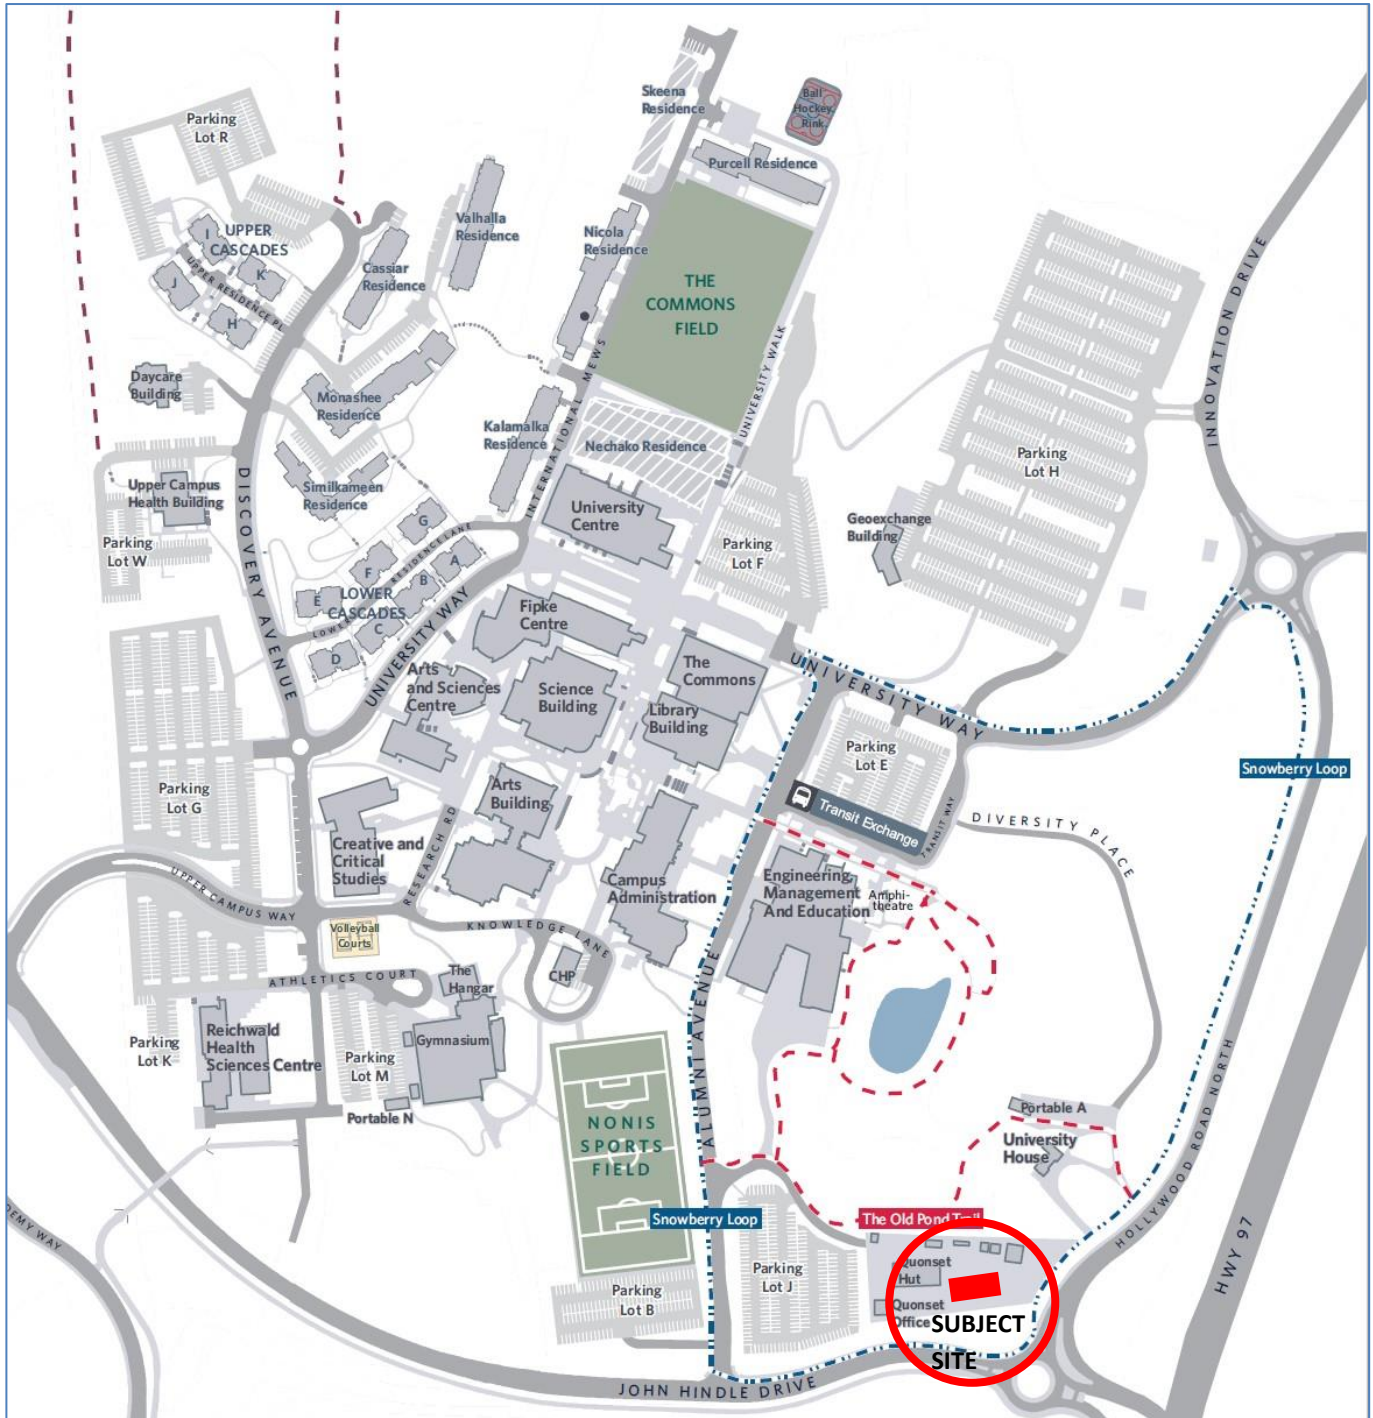 Skeena
Residence
Ball
Hockey
Rink
Parking
Lot R
Purcell Residence
Valhalla
Residence
Nicola
Residence
I
UPPER
CASCADES
K
J
UPPER RESIDENCE PL
H
Cassiar
Residence
THE
COMMONS
FIELD
INNOVATION DRIVE
UNIVERSITY WALK
INTERNATIONAL MEWS
Daycare
Building
Monashee
Residence
Kalamalka
Residence
Nechako Residence
Parking
Lot H
DISCOVERY AVENUE
Upper Campus
Health Building
Similkameen
Residence
University
Centre
Geoexchange
Building
Parking
Lot W
G
RESIDENCE LANE
Parking
Lot F
F
A
B
E
LOWER
CASCADES
LOWER
C
D
UNIVERSITY WAY
Fipke
Centre
Arts
and Sciences
Centre
Science
Building
The
Commons
Library
Building
UNIVERSITY WAY
Parking
Lot E
Snowberry Loop
Parking
Lot G
Arts
Building
Transit Exchange
TRANSIT WAY
DIVERSITY PLACE
Creative and
Critical
Studies
RESEARCH RD
Campus
Administration
Engineering,
Management
And Education
Amphi-
theatre
UPPER CAMPUS WAY
Volleyball
Courts
KNOWLEDGE LANE
CHP
ATHLETICS COURT
The
Hangar
ALUMNI AVENUE
Reichwald
Health
Sciences Centre
Parking
Lot K
Parking
Lot M
Gymnasium
Portable N
NONIS
SPORTS
FIELD
Portable A
University
House
HOLLYWOOD ROAD NORTH
HWY 97
Snowberry Loop
The Old Pond Trail
DEMY WAY
Parking
Lot J
Quonset
Hut
Parking
Lot B
Quonset
Office
SUBJECT
SITE
JOHN HINDLE DRIVE